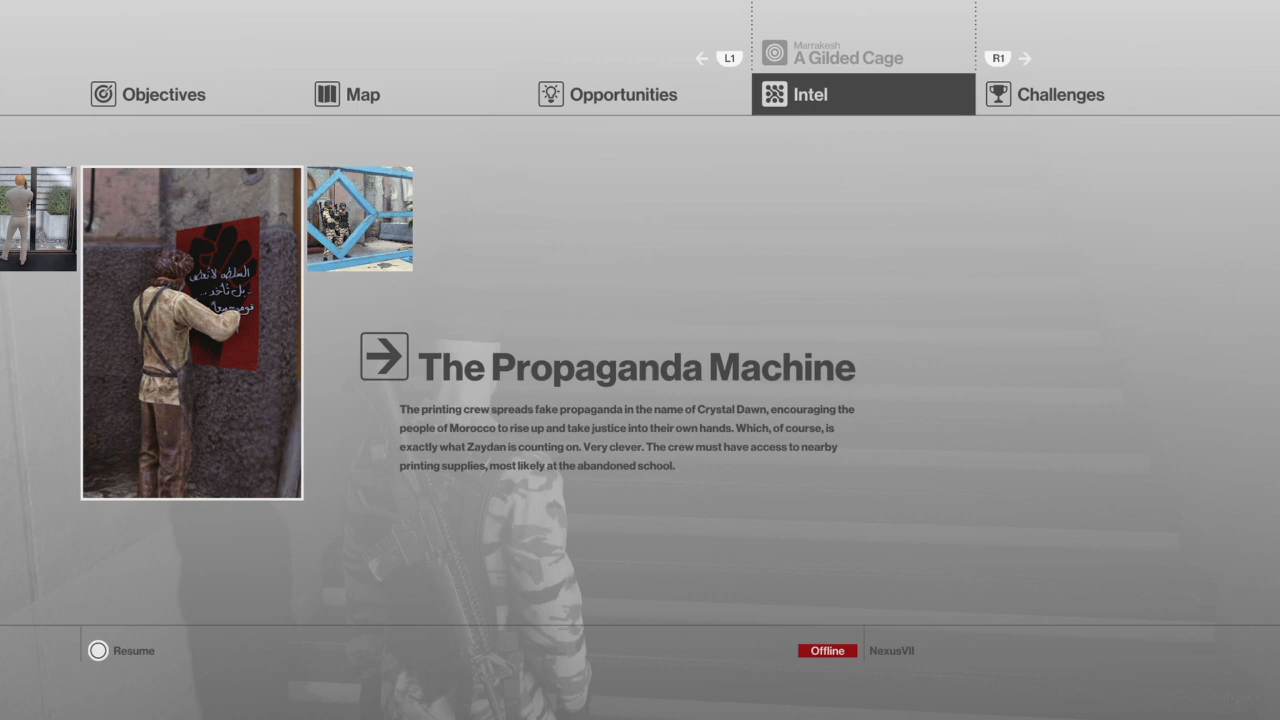 Marrakesh
L1
A Gilded Cage
R1
Objectives
Map
Opportunities
Intel
Challenges
السلطه لا تعطى
بل تأخذ...
The Propaganda Machine
The printing crew spreads fake propaganda in the name of Crystal Dawn, encouraging the
people of Morocco to rise up and take justice into their own hands. Which, of course, is
exactly what Zaydan is counting on. Very clever. The crew must have access to nearby
printing supplies, most likely at the abandoned school.
Resume
Offline
NexusVII